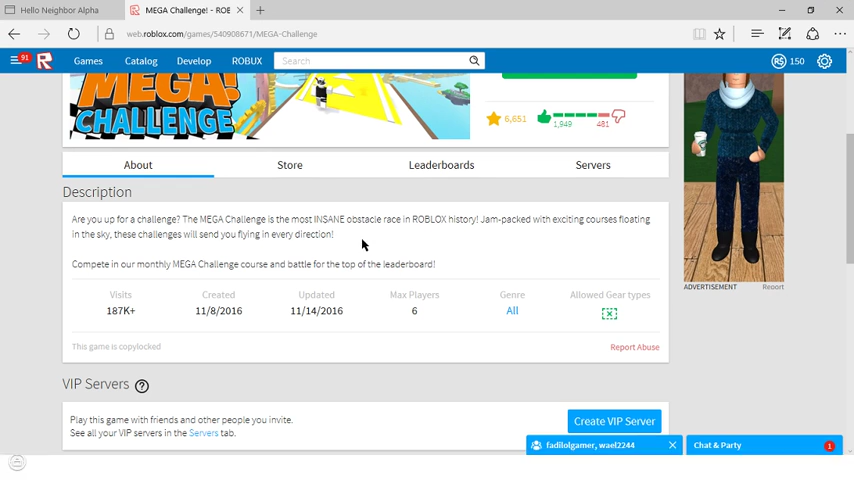 Hello Neighbor Alpha
MEGA Challenge! - ROE
web.roblox.com/games/540908671/MEGA-Challenge
91
Games
Catalog
Develop
ROBUX
Search
R$ 150
MEGA!
CHALLENGE
6,651
1,949
481
About
Store
Leaderboards
Servers
Description
Are you up for a challenge? The MEGA Challenge is the most INSANE obstacle race in ROBLOX history! Jam-packed with exciting courses floating
in the sky, these challenges will send you flying in every direction!
Compete in our monthly MEGA Challenge course and battle for the top of the leaderboard!
Visits
Created
Updated
Max Players
Genre
Allowed Gear types
187K+
11/8/2016
11/14/2016
6
All
This game is copylocked
Report Abuse
ADVERTISEMENT
Report
VIP Servers
Play this game with friends and other people you invite.
See all your VIP servers in the Servers tab.
Create VIP Server
fadilolgamer, wael2244
Chat & Party
1